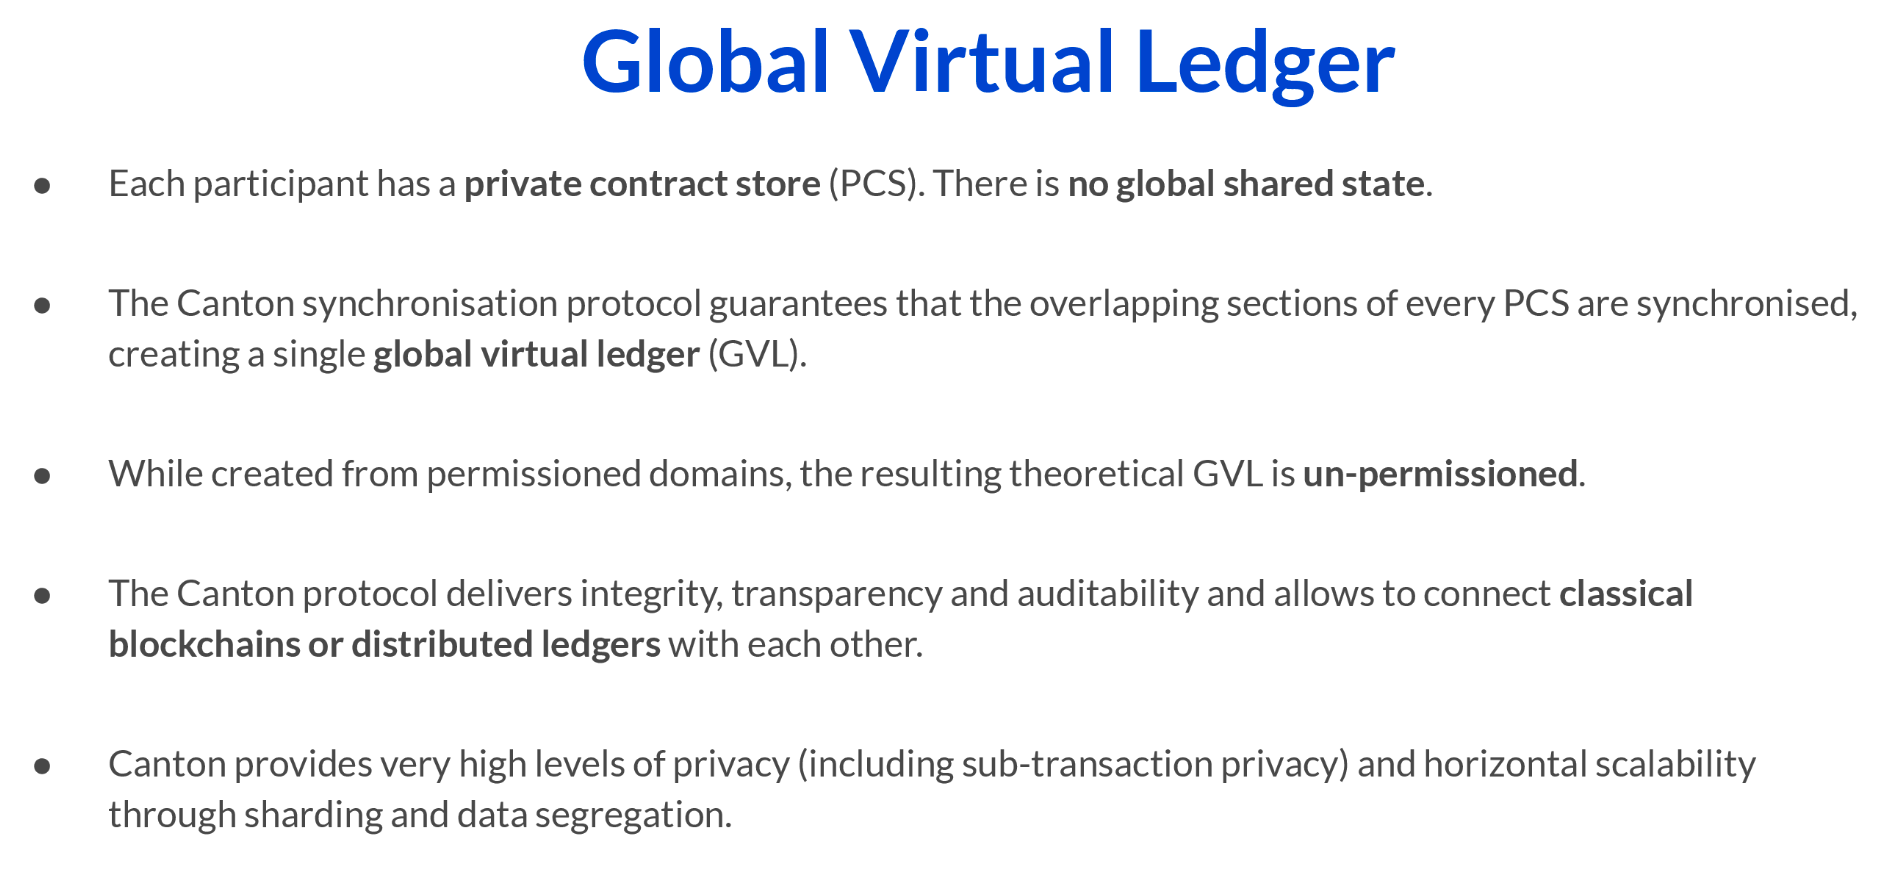 Global Virtual Ledger
● Each participant has a private contract store (PCS). There is no global shared state.
● The Canton synchronisation protocol guarantees that the overlapping sections of every PCS are synchronised,
creating a single global virtual ledger (GVL).
● While created from permissioned domains, the resulting theoretical GVL is un-permissioned.
● The Canton protocol delivers integrity, transparency and auditability and allows to connect classical
blockchains or distributed ledgers with each other.
● Canton provides very high levels of privacy (including sub-transaction privacy) and horizontal scalability
through sharding and data segregation.